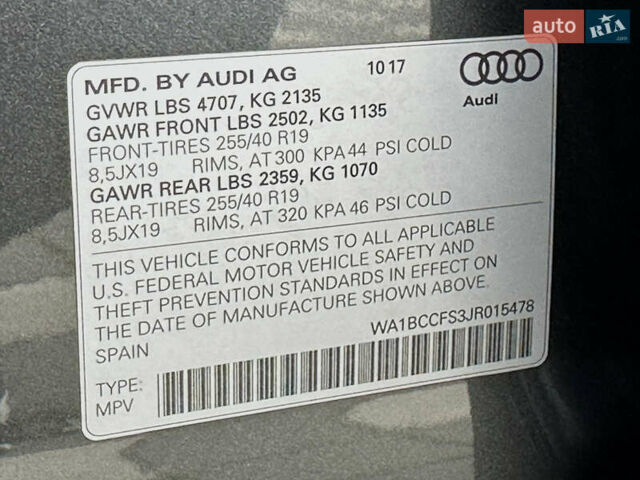 auto RIA
.com
MFD. BY AUDI AG 10 17
Audi
GVWR LBS 4707, KG 2135
GAWR FRONT LBS 2502, KG 1135
FRONT-TIRES 255/40 R19
8,5JX19 RIMS, AT 300 KPA 44 PSI COLD
GAWR REAR LBS 2359, KG 1070
REAR-TIRES 255/40 R19
8,5JX19 RIMS, AT 320 KPA 46 PSI COLD
THIS VEHICLE CONFORMS TO ALL APPLICABLE
U.S. FEDERAL MOTOR VEHICLE SAFETY AND
THEFT PREVENTION STANDARDS IN EFFECT ON
THE DATE OF MANUFACTURE SHOWN ABOVE.
SPAIN WA1BCCFS3JR015478
TYPE:
MPV